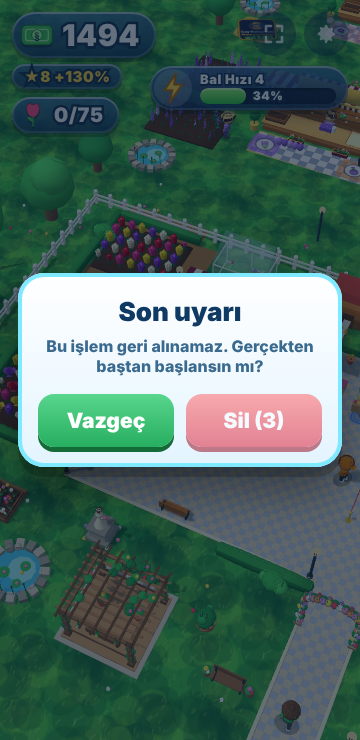 1494
★8 +130%
Bal Hızı 4
34%
0/75
Son uyarı
Bu işlem geri alınamaz. Gerçekten
baştan başlansın mı?
Vazgeç
Sil (3)